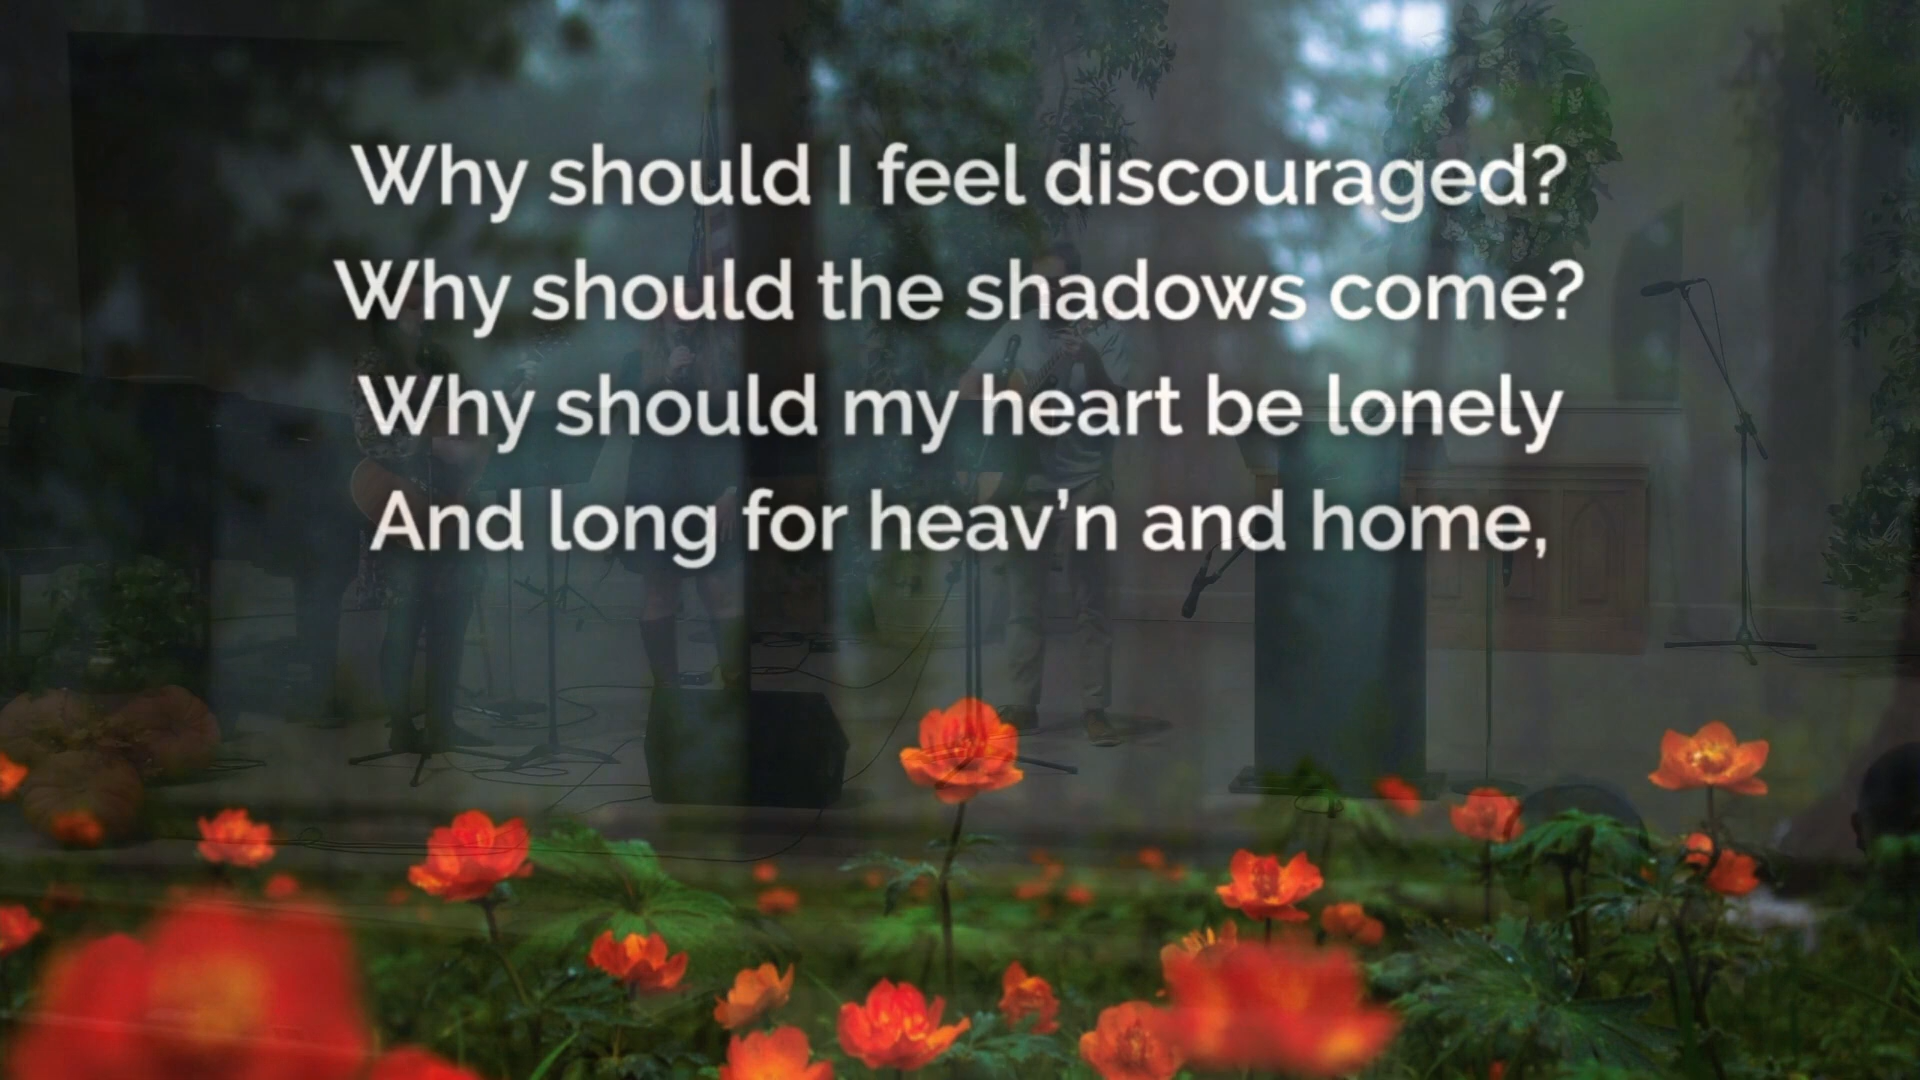 Why should I feel discouraged?
Why should the shadows come?
Why should my heart be lonely
And long for heav’n and home,